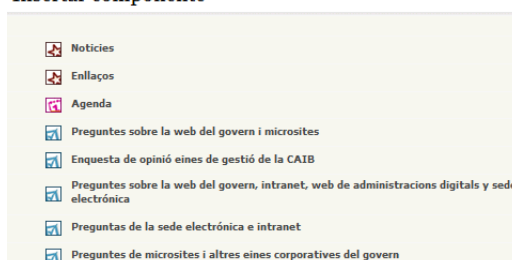 Noticies
Enllaços
Agenda
Preguntes sobre la web del govern i microsites
Enquesta de opinió eines de gestió de la CAIB
Preguntes sobre la web del govern, intranet, web de administracions digitals y sede
electrónica
Preguntas de la sede electrónica e intranet
Preguntes de microsites i altres eines corporatives del govern